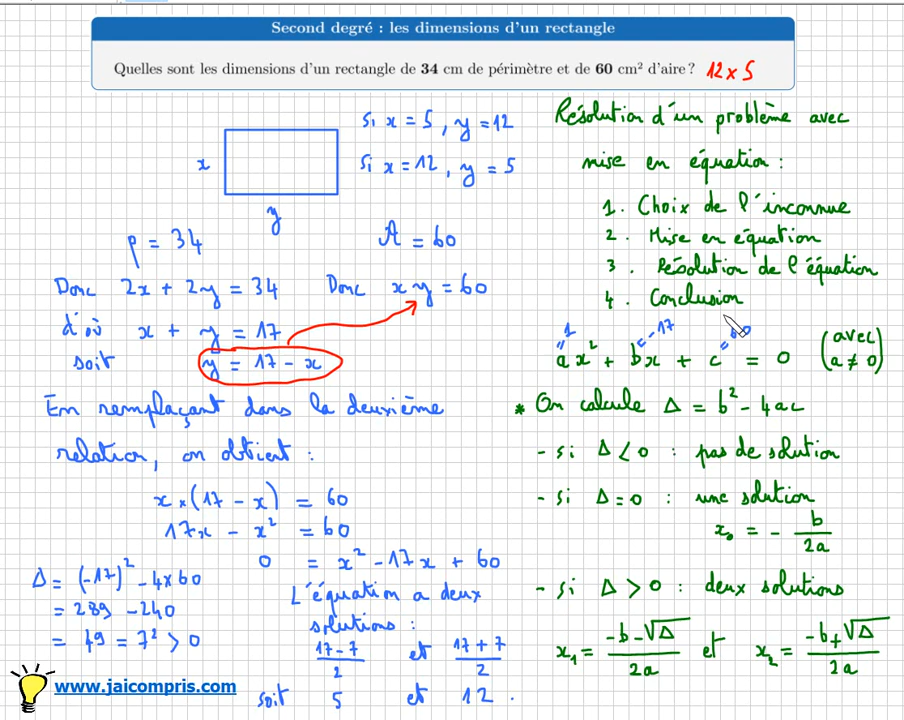 Second degré : les dimensions d'un rectangle
Quelles sont les dimensions d'un rectangle de 34 cm de périmètre et de 60 cm² d'aire ? 12 x 5
x
y
si x = 5, y = 12
si x = 12, y = 5
p = 34
A = 60
Donc 2x + 2y = 34
Donc xy = 60
d'où x + y = 17
soit y = 17 - x
En remplaçant dans la deuxième
relation, on obtient :
x × (17 - x) = 60
17x - x² = 60
0 = x² - 17x + 60
Δ = (-17)² - 4 x 60
= 289 - 240
= 49 = 7² > 0
L'équation a deux
solutions :
(17 - 7)/2 et (17 + 7)/2
soit 5 et 12.
www.jaicompris.com
Résolution d'un problème avec
mise en équation :
1. Choix de l'inconnue
2. Mise en équation
3. Résolution de l'équation
4. Conclusion
1 = -17 = 60
ax² + bx + c = 0 (avec a ≠ 0)
* On calcule Δ = b² - 4ac
- si Δ < 0 : pas de solution
- si Δ = 0 : une solution
x₀ = - b/2a
- si Δ > 0 : deux solutions
x₁ = (-b - √Δ)/2a et x₂ = (-b + √Δ)/2a